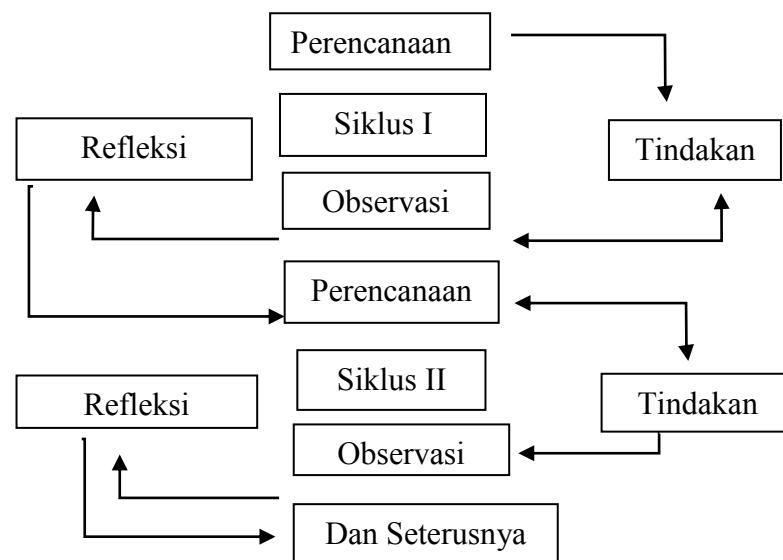 Perencanaan
Siklus I
Refleksi
Tindakan
Observasi
Perencanaan
Siklus II
Refleksi
Tindakan
Observasi
Dan Seterusnya